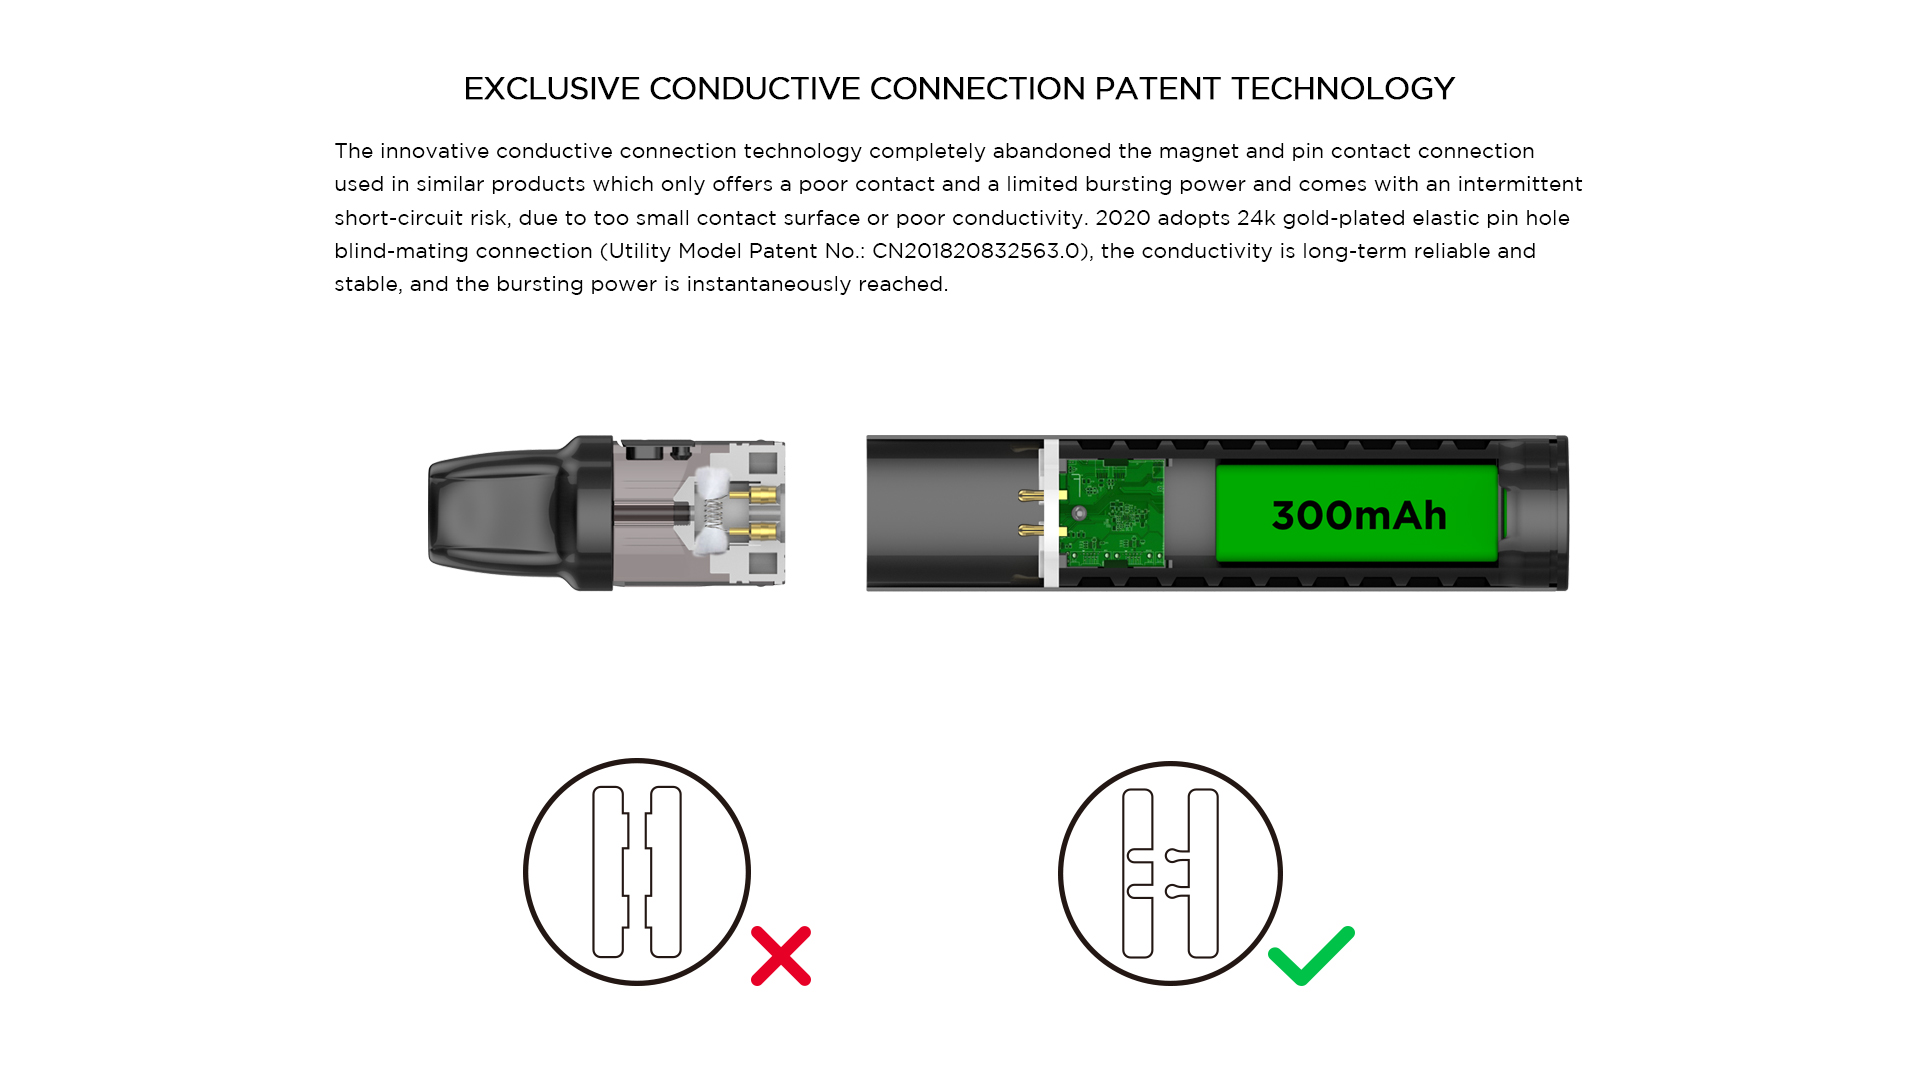 EXCLUSIVE CONDUCTIVE CONNECTION PATENT TECHNOLOGY
The innovative conductive connection technology completely abandoned the magnet and pin contact connection
used in similar products which only offers a poor contact and a limited bursting power and comes with an intermittent
short-circuit risk, due to too small contact surface or poor conductivity. 2020 adopts 24k gold-plated elastic pin hole
blind-mating connection (Utility Model Patent No.: CN201820832563.0), the conductivity is long-term reliable and
stable, and the bursting power is instantaneously reached.
300mAh